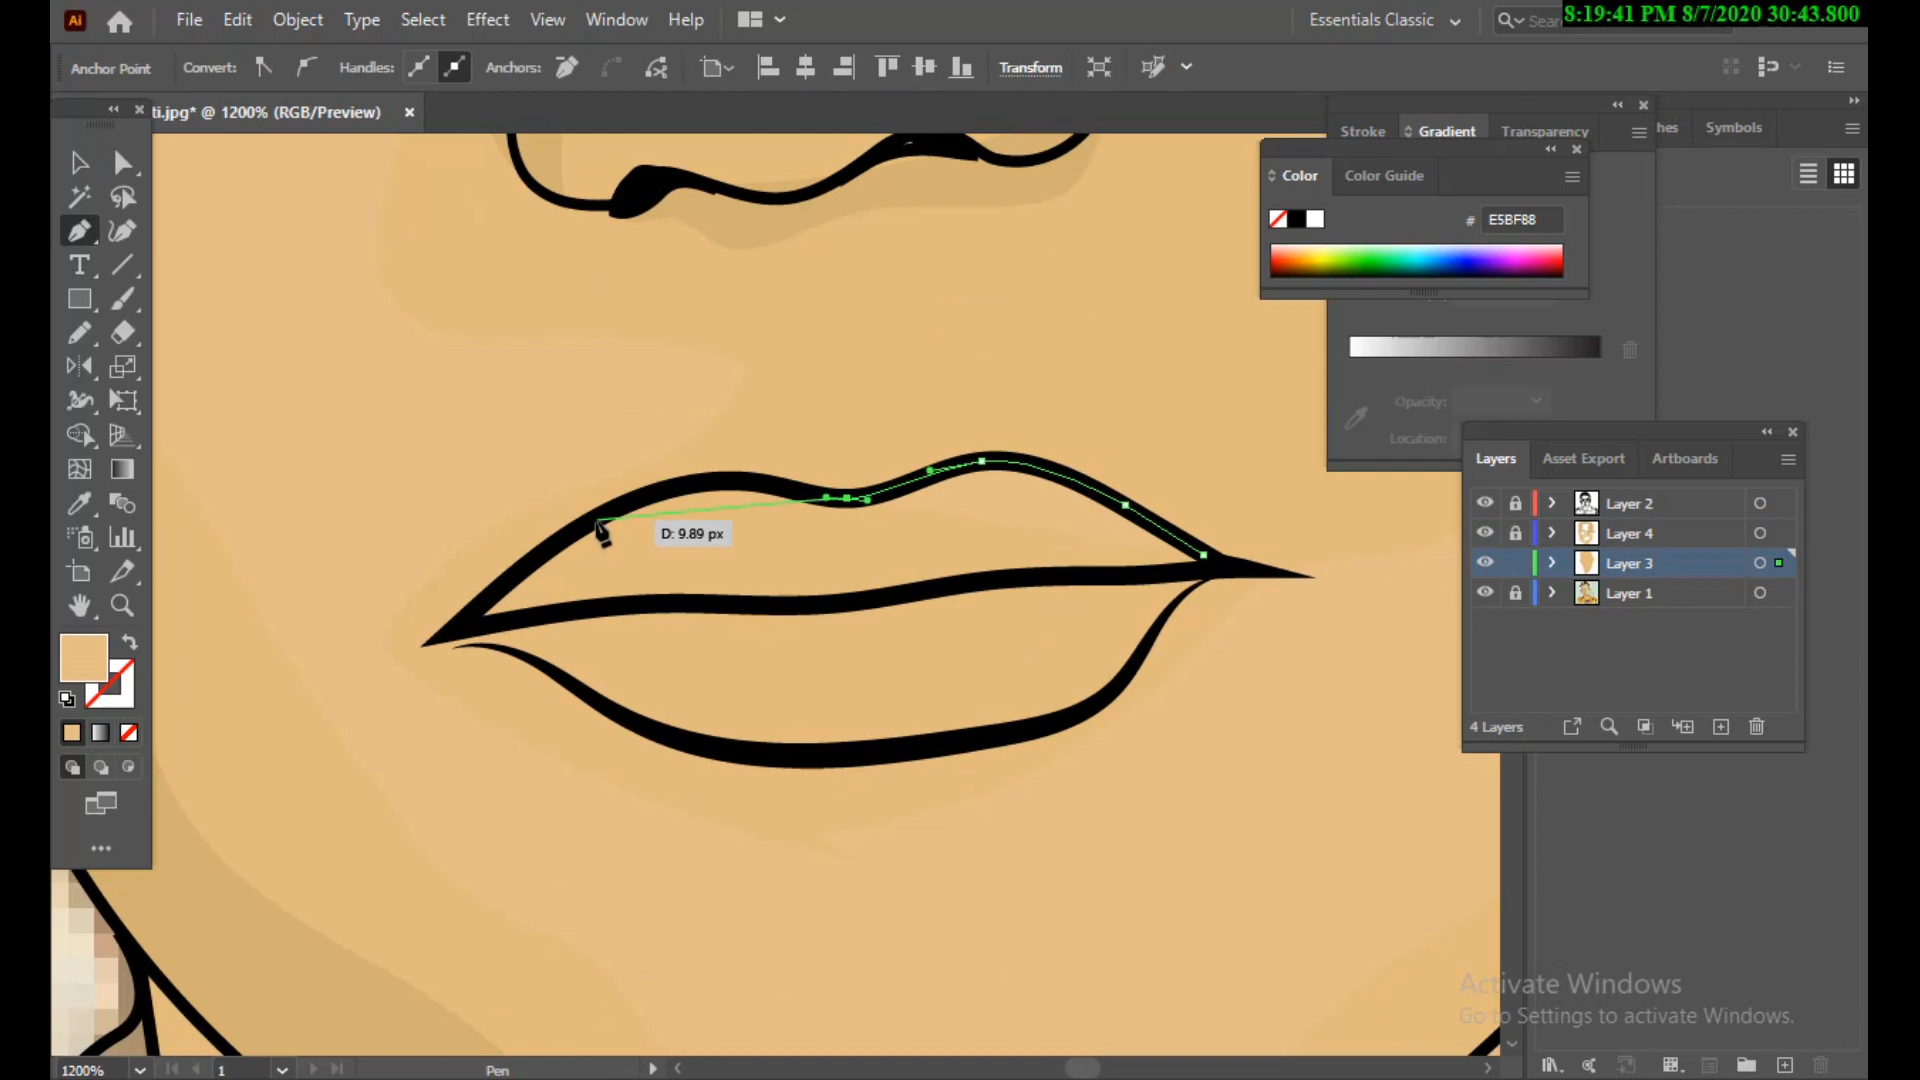 8:19:41 PM 8/7/2020 30:43.800
Ai File Edit Object Type Select Effect View Window Help Essentials Classic
Anchor Point Convert: Handles: Anchors: Transform
ti.jpg* @ 1200% (RGB/Preview)
Stroke Gradient Transparency Symbols
Color Color Guide
# E5BF88
Opacity:
Location:
Layers Asset Export Artboards
Layer 2
Layer 4
D: 9.89 px
Layer 3
Layer 1
4 Layers
Activate Windows
Go to Settings to activate Windows.
1200% 1 Pen